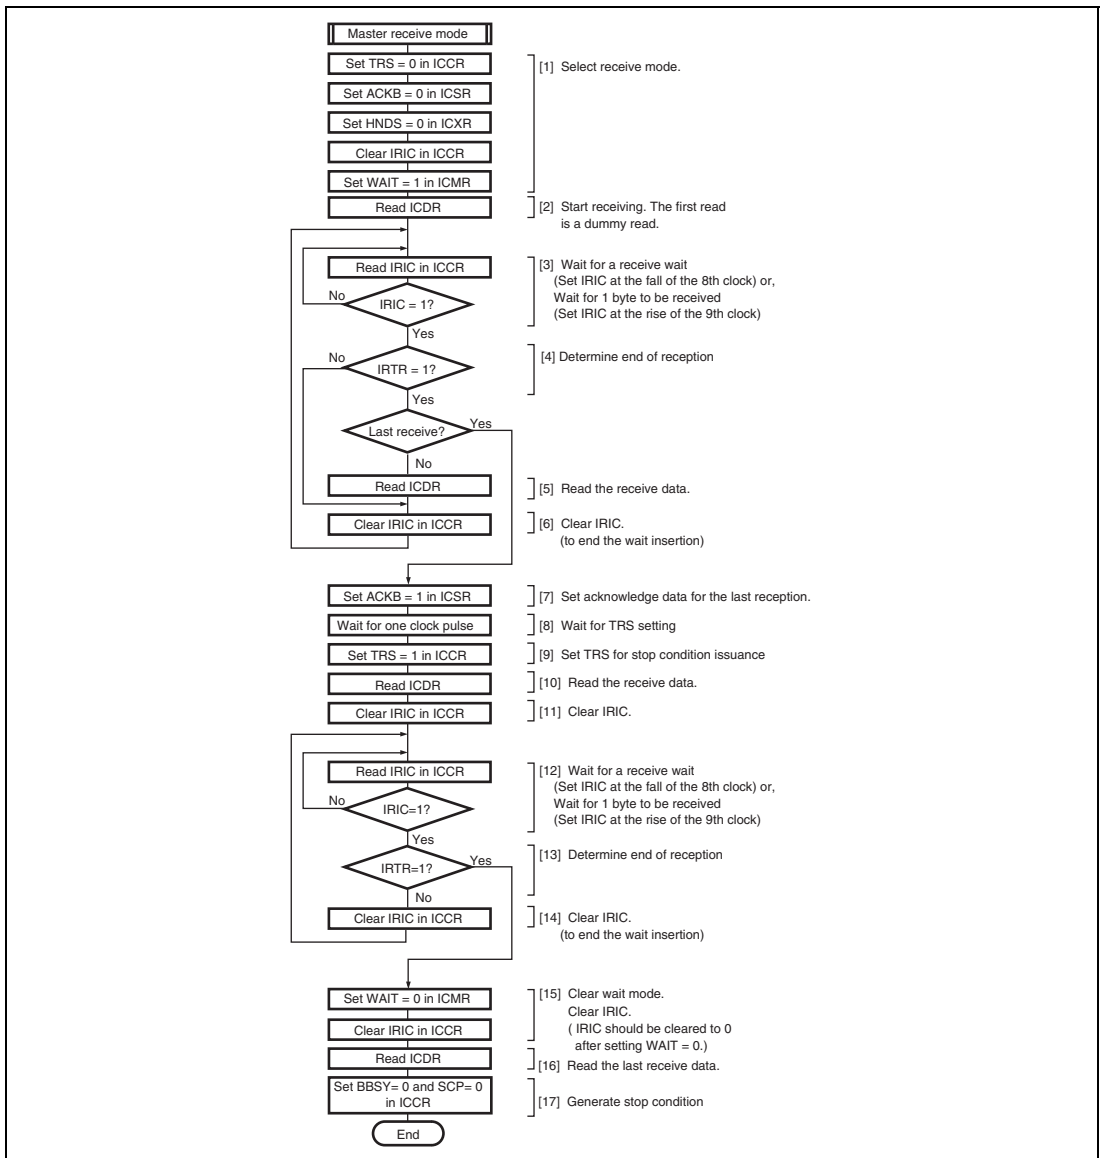 Master receive mode
Set TRS = 0 in ICCR
[1] Select receive mode.
Set ACKB = 0 in ICSR
Set HNDS = 0 in ICXR
Clear IRIC in ICCR
Set WAIT = 1 in ICMR
Read ICDR
[2] Start receiving. The first read
is a dummy read.
Read IRIC in ICCR
[3] Wait for a receive wait
(Set IRIC at the fall of the 8th clock) or,
Wait for 1 byte to be received
(Set IRIC at the rise of the 9th clock)
No
IRIC = 1?
Yes
No
IRTR = 1?
[4] Determine end of reception
Yes
Last receive?
Yes
No
Read ICDR
[5] Read the receive data.
Clear IRIC in ICCR
[6] Clear IRIC.
(to end the wait insertion)
Set ACKB = 1 in ICSR
[7] Set acknowledge data for the last reception.
Wait for one clock pulse
[8] Wait for TRS setting
Set TRS = 1 in ICCR
[9] Set TRS for stop condition issuance
Read ICDR
[10] Read the receive data.
Clear IRIC in ICCR
[11] Clear IRIC.
Read IRIC in ICCR
[12] Wait for a receive wait
(Set IRIC at the fall of the 8th clock) or,
Wait for 1 byte to be received
(Set IRIC at the rise of the 9th clock)
No
IRIC=1?
Yes
IRTR=1?
Yes
[13] Determine end of reception
No
Clear IRIC in ICCR
[14] Clear IRIC.
(to end the wait insertion)
Set WAIT = 0 in ICMR
[15] Clear wait mode.
Clear IRIC.
( IRIC should be cleared to 0
after setting WAIT = 0.)
Clear IRIC in ICCR
Read ICDR
[16] Read the last receive data.
Set BBSY= 0 and SCP= 0
in ICCR
[17] Generate stop condition
End